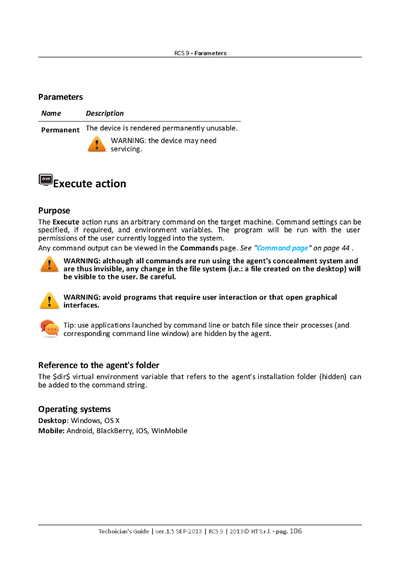 RCS 9 - Parameters
Parameters
Name Description
Permanent The device is rendered permanently unusable.
WARNING: the device may need
servicing.
Execute action
Purpose
The Execute action runs an arbitrary command on the target machine. Command settings can be
specified, if required, and environment variables. The program will be run with the user
permissions of the user currently logged into the system.
Any command output can be viewed in the Commands page. See "Command page" on page 44 .
WARNING: although all commands are run using the agent's concealment system and
are thus invisible, any change in the file system (i.e.: a file created on the desktop) will
be visible to the user. Be careful.
WARNING: avoid programs that require user interaction or that open graphical
interfaces.
Tip: use applications launched by command line or batch file since their processes (and
corresponding command line window) are hidden by the agent.
Reference to the agent's folder
The $dir$ virtual environment variable that refers to the agent's installation folder (hidden) can
be added to the command string.
Operating systems
Desktop: Windows, OS X
Mobile: Android, BlackBerry, iOS, WinMobile
Technician's Guide | ver.1.5 SEP-2013 | RCS 9 | 2013© HT S.r.l. - pag. 106